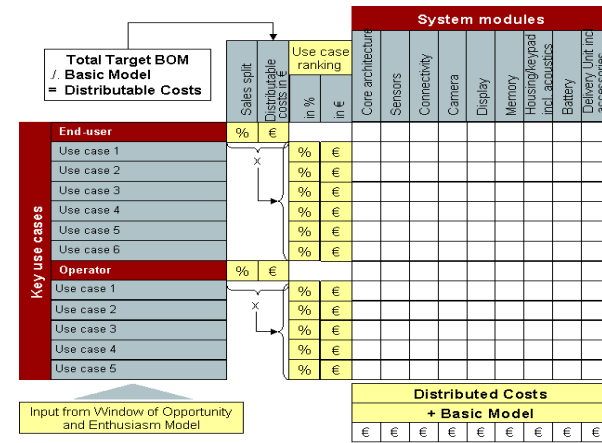 System modules
Total Target BOM
/. Basic Model
= Distributable Costs
Sales split
Distributable
costs in €
Use case
ranking
in %
in €
Core architecture
Sensors
Connectivity
Camera
Display
Memory
Housing/keypad
incl. acoustics
Battery
Delivery Unit incl.
accessories
Key use cases
End-user % €
Use case 1 % €
X
Use case 2 % €
Use case 3 % €
Use case 4 % €
Use case 5 % €
Use case 6 % €
Operator % €
Use case 1 % €
X
Use case 2 % €
Use case 3 % €
Use case 4 % €
Use case 5 % €
Input from Window of Opportunity
and Enthusiasm Model
Distributed Costs
+ Basic Model
€ € € € € € € € €